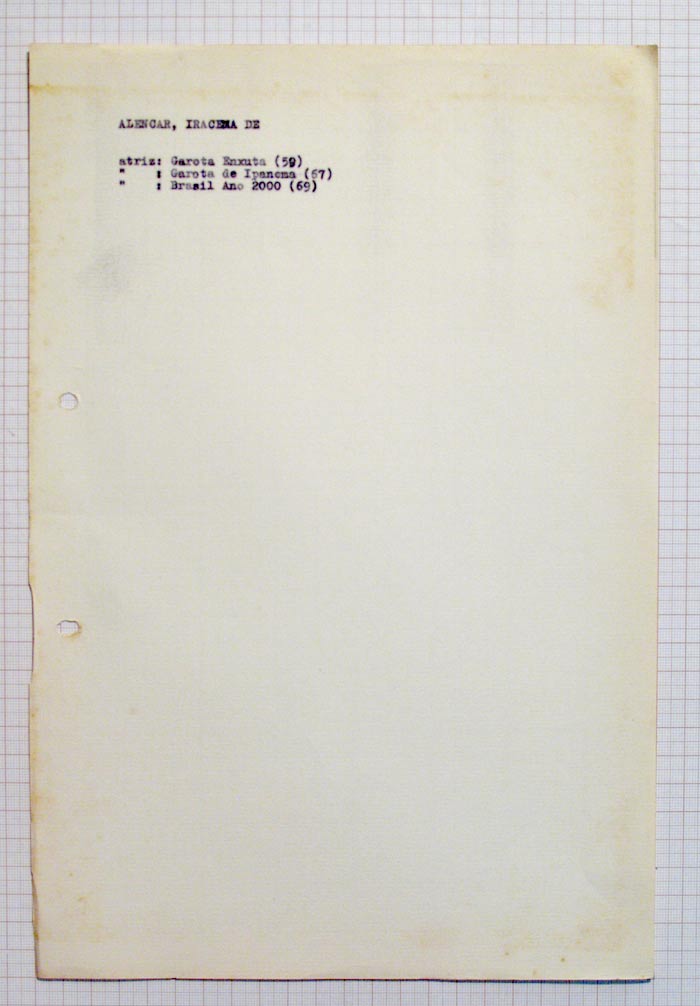 ALENCAR, IRACEMA DE
atriz: Garota Enxuta (59)
"    : Garota de Ipanema (67)
"    : Brasil Ano 2000 (69)